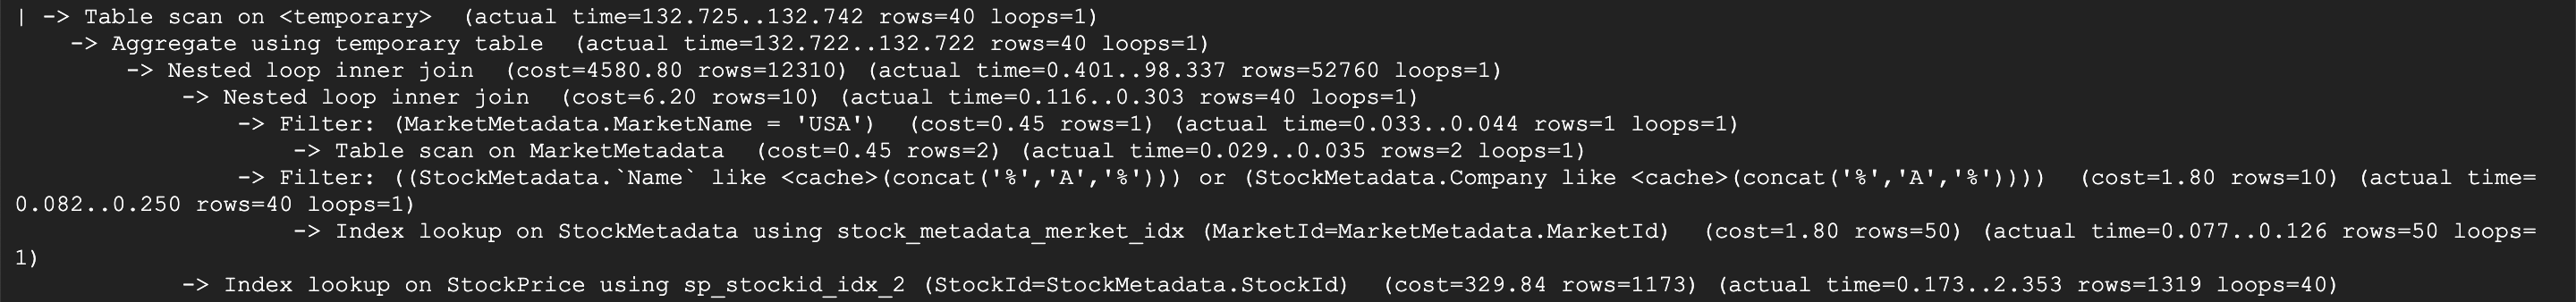 | -> Table scan on <temporary>  (actual time=132.725..132.742 rows=40 loops=1)
    -> Aggregate using temporary table  (actual time=132.722..132.722 rows=40 loops=1)
        -> Nested loop inner join  (cost=4580.80 rows=12310) (actual time=0.401..98.337 rows=52760 loops=1)
            -> Nested loop inner join  (cost=6.20 rows=10) (actual time=0.116..0.303 rows=40 loops=1)
                -> Filter: (MarketMetadata.MarketName = 'USA')  (cost=0.45 rows=1) (actual time=0.033..0.044 rows=1 loops=1)
                    -> Table scan on MarketMetadata  (cost=0.45 rows=2) (actual time=0.029..0.035 rows=2 loops=1)
                -> Filter: ((StockMetadata.`Name` like <cache>(concat('%','A','%'))) or (StockMetadata.Company like <cache>(concat('%','A','%'))))  (cost=1.80 rows=10) (actual time=
0.082..0.250 rows=40 loops=1)
                    -> Index lookup on StockMetadata using stock_metadata_merket_idx (MarketId=MarketMetadata.MarketId)  (cost=1.80 rows=50) (actual time=0.077..0.126 rows=50 loops=
1)
            -> Index lookup on StockPrice using sp_stockid_idx_2 (StockId=StockMetadata.StockId)  (cost=329.84 rows=1173) (actual time=0.173..2.353 rows=1319 loops=40)